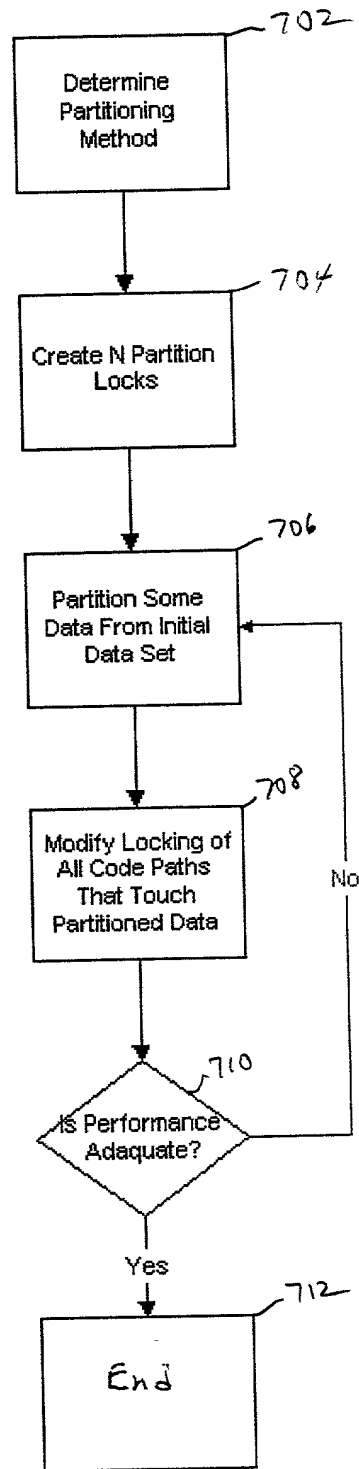 702
Determine
Partitioning
Method
704
Create N Partition
Locks
706
Partition Some
Data From Initial
Data Set
708
Modify Locking of
All Code Paths
That Touch
Partitioned Data
No
710
Is Performance
Adaquate?
Yes
712
End